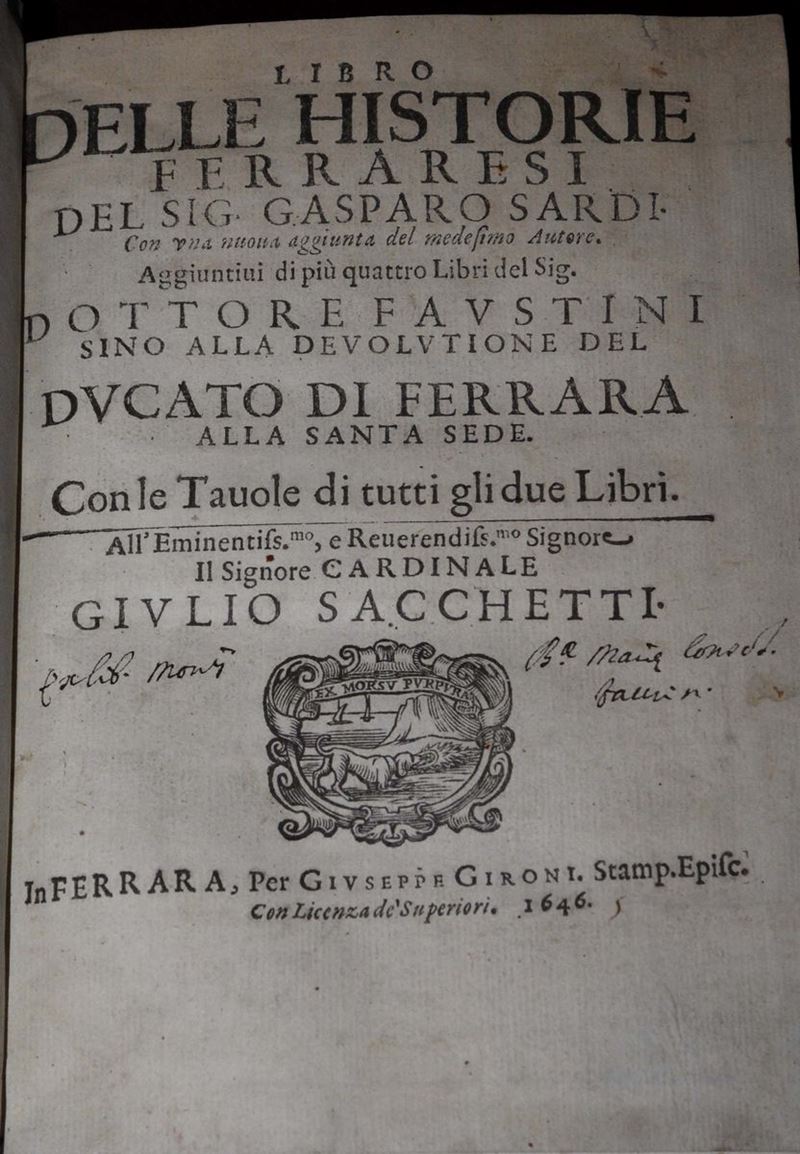 LIBRO
DELLE HISTORIE
FERRARESI
DEL SIG. GASPARO SARDI.
Con vna nuoua aggiunta del medesimo Autore.
Aggiuntiui di più quattro Libri del Sig.
DOTTORE FAVSTINI
SINO ALLA DEVOLVTIONE DEL
DVCATO DI FERRARA
ALLA SANTA SEDE.
Con le Tauole di tutti gli due Libri.
All' Eminentiſs.ᵐᵒ, e Reuerendiſs.ᵐᵒ Signore
Il Signore CARDINALE
GIVLIO SACCHETTI.
EX MORSV PVRPVRA
In FERRARA, Per GIVSEPPE GIRONI. Stamp. Epiſc.
Con Licenza de' Superiori. 1646.